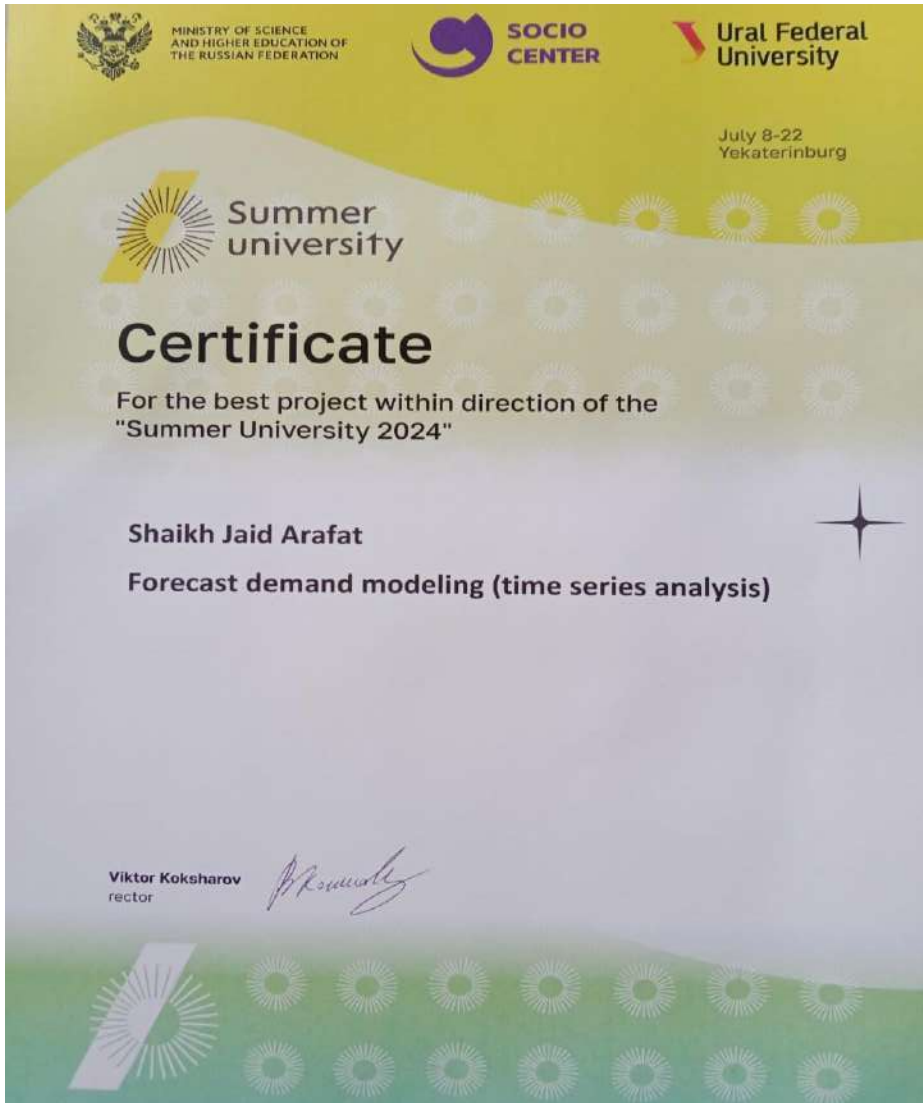 MINISTRY OF SCIENCE
AND HIGHER EDUCATION OF
THE RUSSIAN FEDERATION
SOCIO
CENTER
Ural Federal
University
July 8-22
Yekaterinburg
Summer
university
Certificate
For the best project within direction of the
"Summer University 2024"
Shaikh Jaid Arafat
Forecast demand modeling (time series analysis)
Viktor Koksharov
rector